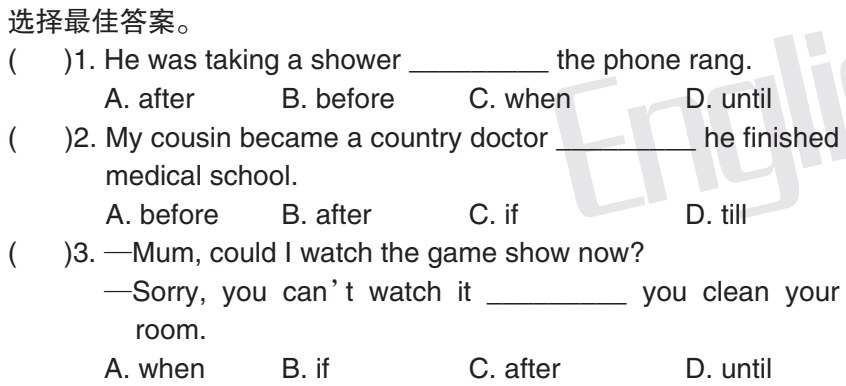 选择最佳答案。
(　　)1. He was taking a shower _________ the phone rang.
A. after B. before C. when D. until
(　　)2. My cousin became a country doctor _________ he finished
medical school.
A. before B. after C. if D. till
(　　)3. —Mum, could I watch the game show now?
—Sorry, you can't watch it _________ you clean your
room.
A. when B. if C. after D. until